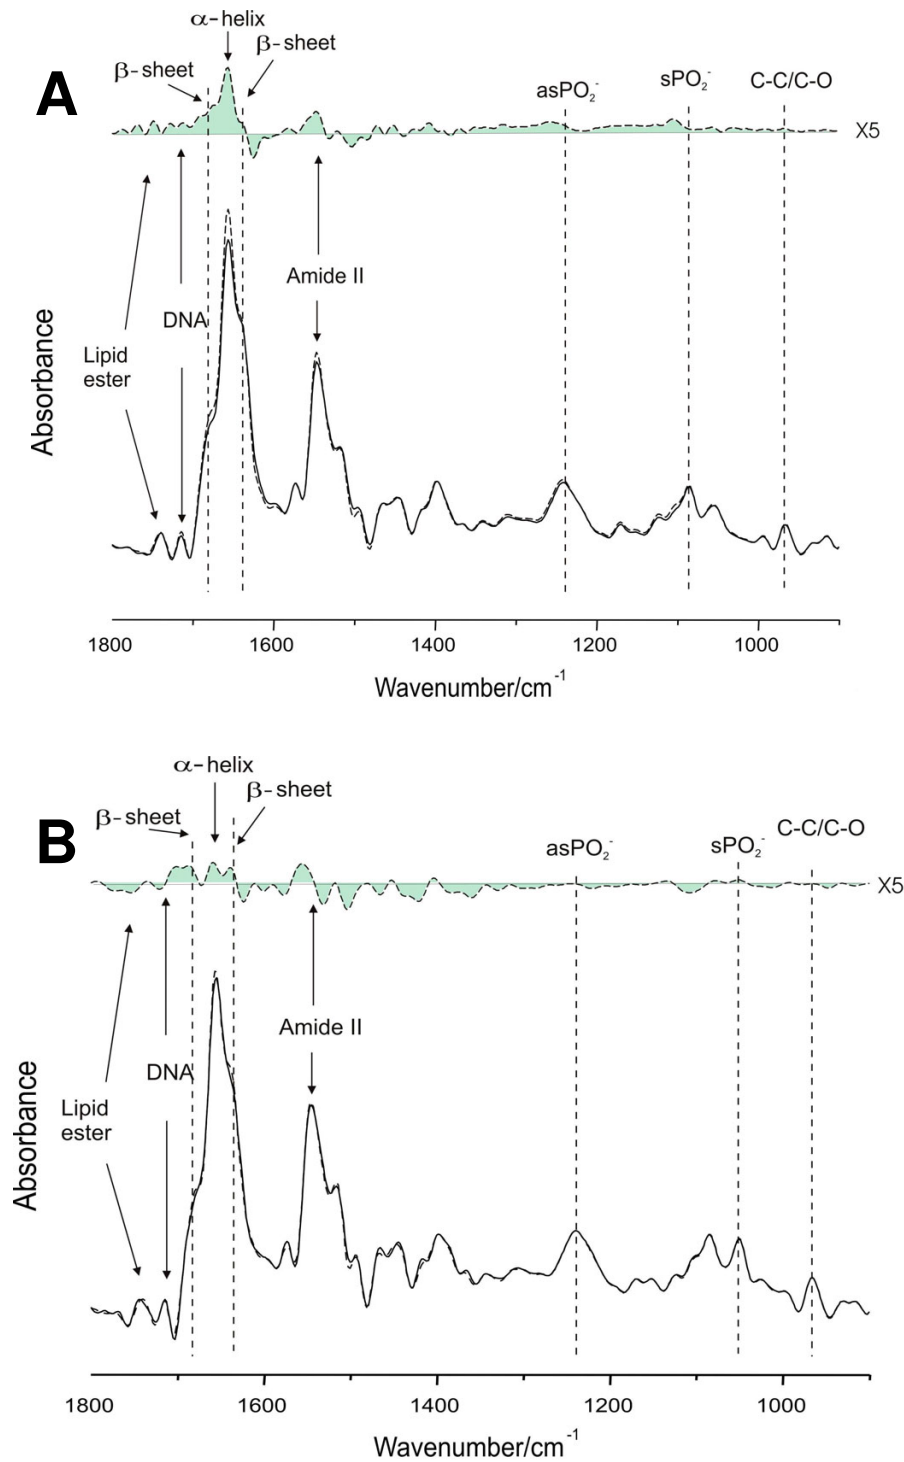 α-helix
β-sheet
β-sheet
A
asPO₂⁻
sPO₂⁻
C-C/C-O
X5
Amide II
DNA
Lipid
ester
Absorbance
1800
1600
1400
1200
1000
Wavenumber/cm⁻¹
α-helix
β-sheet
β-sheet
B
asPO₂⁻
sPO₂⁻
C-C/C-O
X5
Amide II
DNA
Lipid
ester
Absorbance
1800
1600
1400
1200
1000
Wavenumber/cm⁻¹